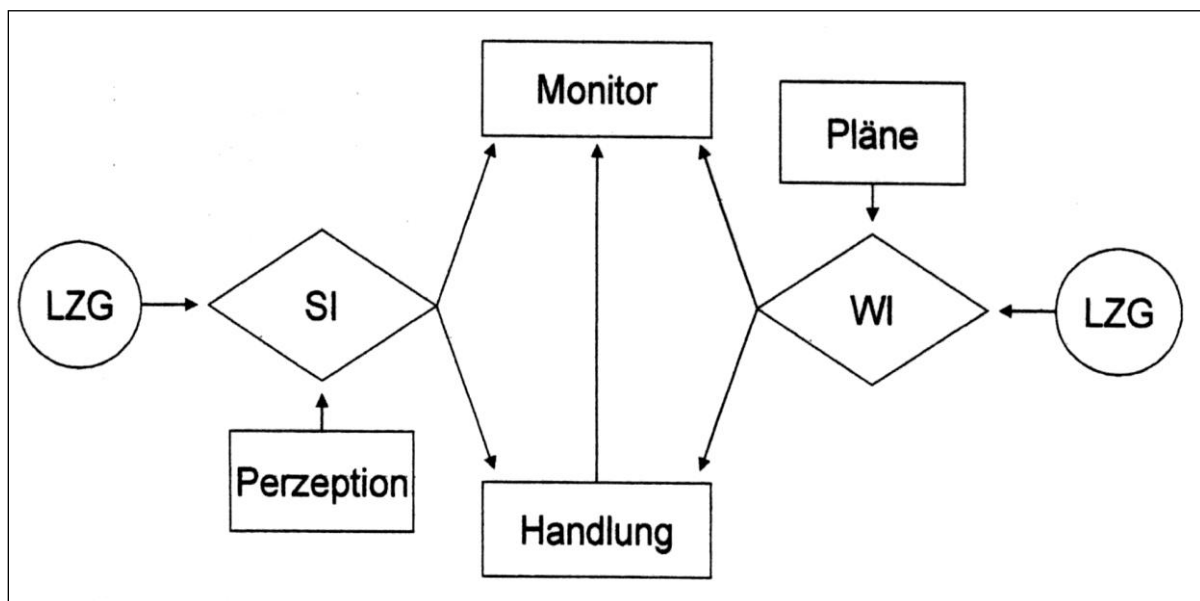 Monitor
Pläne
LZG
SI
WI
LZG
Perzeption
Handlung